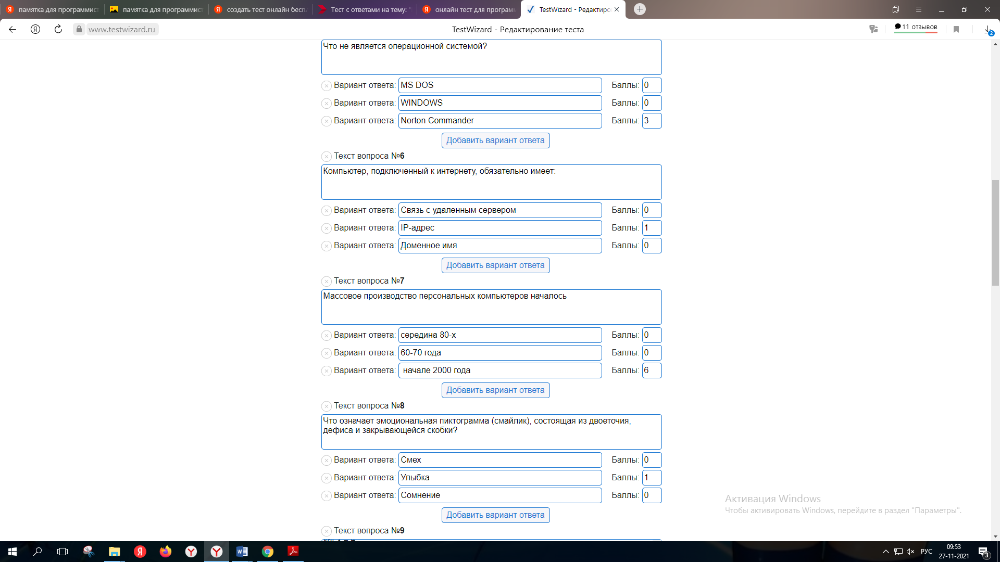 памятка для программист
памятка для программист
создать тест онлайн бесп
Тест с ответами на тему: "
онлайн тест для програм
TestWizard - Редактиро
www.testwizard.ru
TestWizard - Редактирование теста
11 отзывов
2
Что не является операционной системой?
Вариант ответа: MS DOS Баллы: 0
Вариант ответа: WINDOWS Баллы: 0
Вариант ответа: Norton Commander Баллы: 3
Добавить вариант ответа
Текст вопроса №6
Компьютер, подключенный к интернету, обязательно имеет:
Вариант ответа: Связь с удаленным сервером Баллы: 0
Вариант ответа: IP-адрес Баллы: 1
Вариант ответа: Доменное имя Баллы: 0
Добавить вариант ответа
Текст вопроса №7
Массовое производство персональных компьютеров началось
Вариант ответа: середина 80-х Баллы: 0
Вариант ответа: 60-70 года Баллы: 0
Вариант ответа: начале 2000 года Баллы: 6
Добавить вариант ответа
Текст вопроса №8
Что означает эмоциональная пиктограмма (смайлик), состоящая из двоеточия,
дефиса и закрывающейся скобки?
Вариант ответа: Смех Баллы: 0
Вариант ответа: Улыбка Баллы: 1
Вариант ответа: Сомнение Баллы: 0
Добавить вариант ответа
Текст вопроса №9
Активация Windows
Чтобы активировать Windows, перейдите в раздел "Параметры".
РУС
09:53
27-11-2021
3